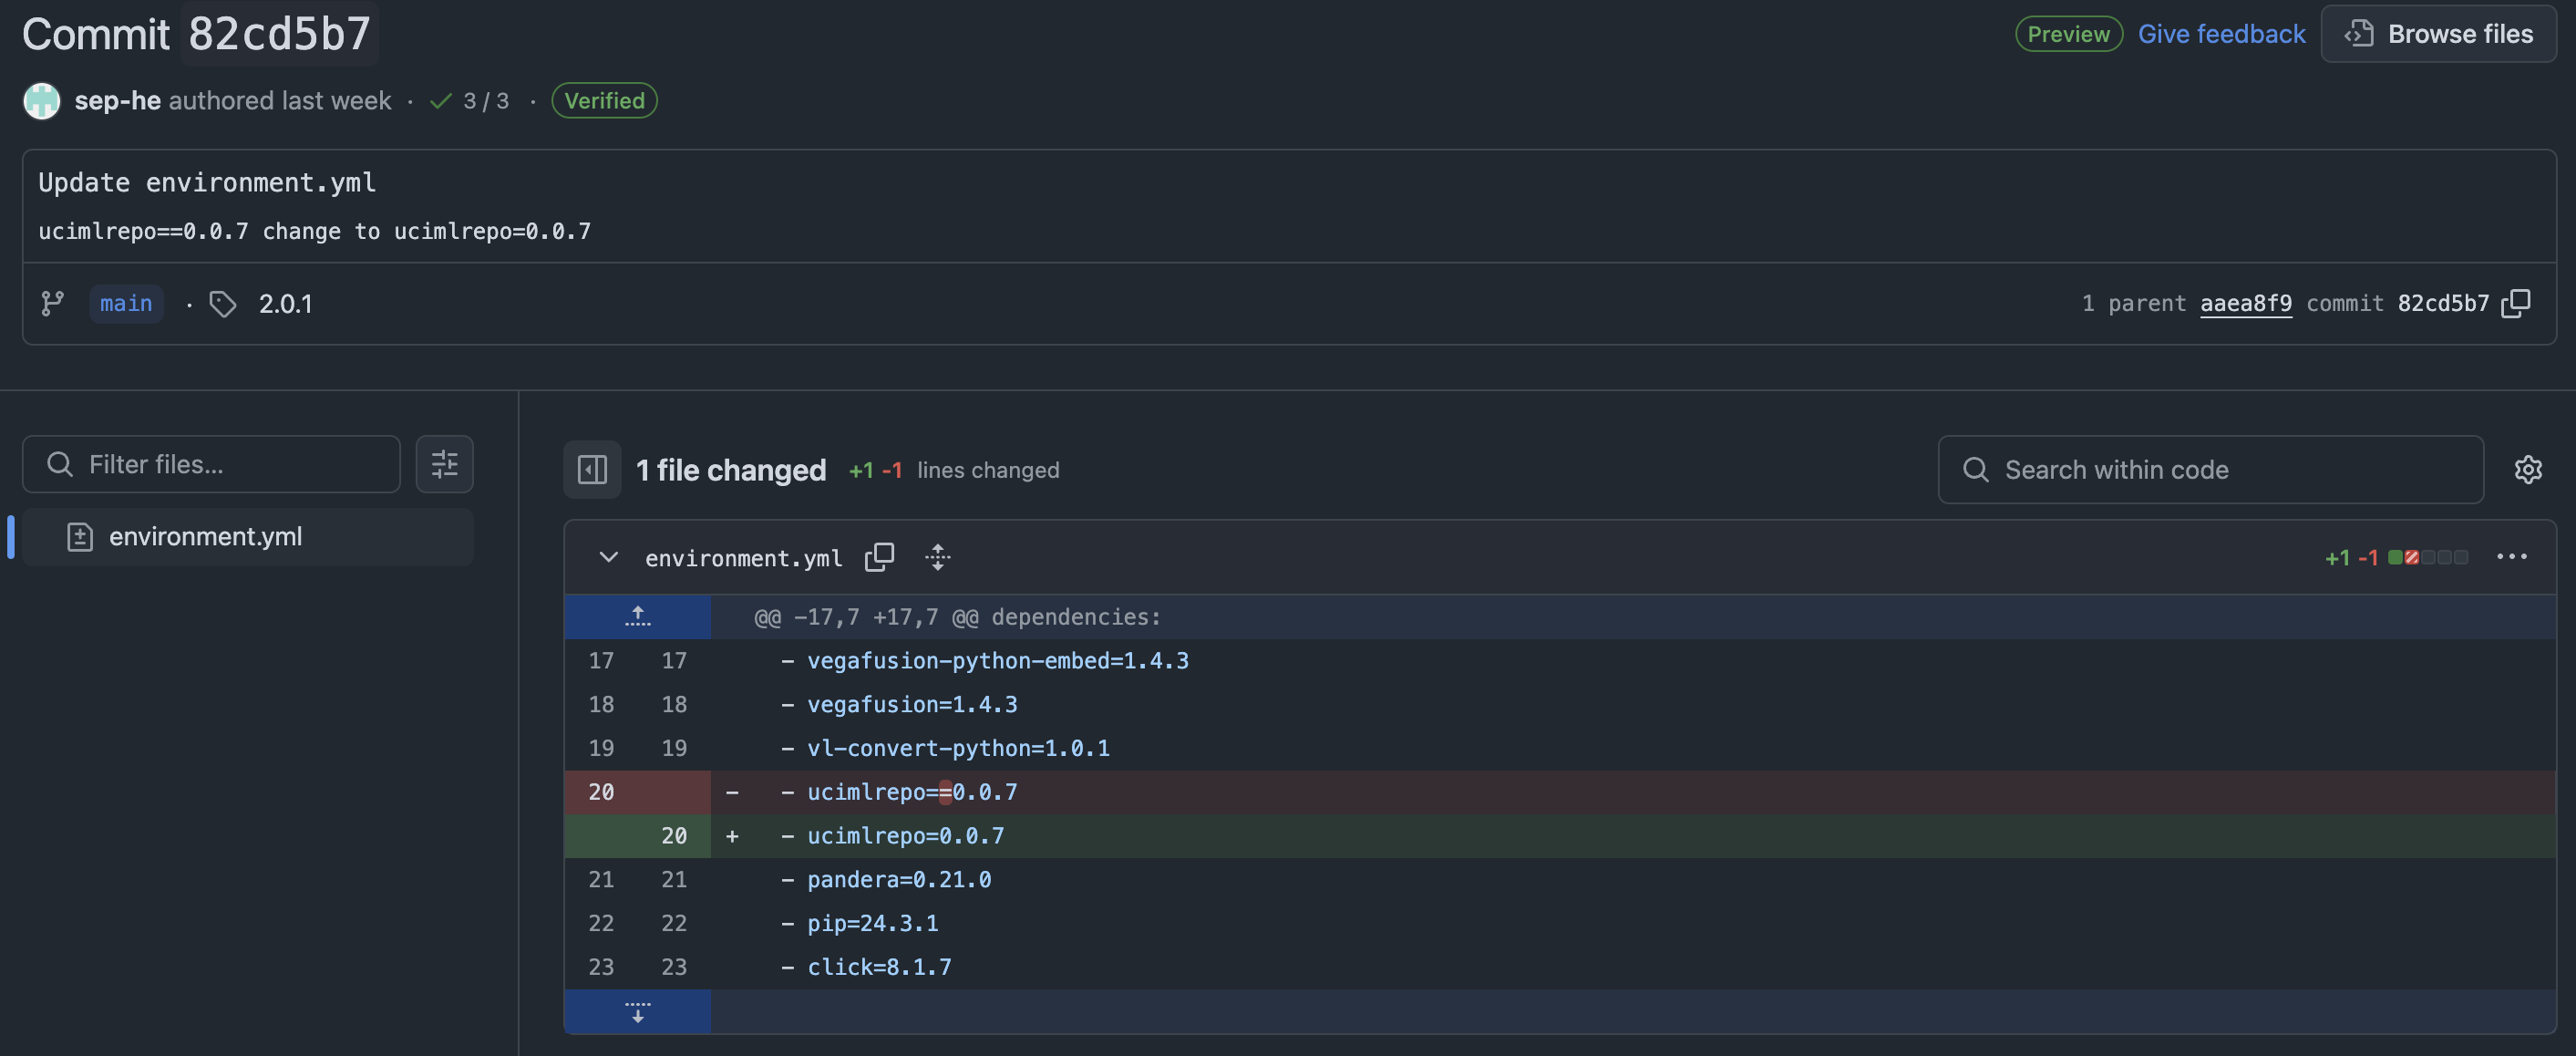 Commit 82cd5b7
Preview Give feedback Browse files
sep-he authored last week · 3 / 3 · Verified
Update environment.yml
ucimlrepo==0.0.7 change to ucimlrepo=0.0.7
main · 2.0.1
1 parent aaea8f9 commit 82cd5b7
Filter files...
environment.yml
1 file changed +1 -1 lines changed
Search within code
environment.yml
+1 -1
@@ -17,7 +17,7 @@ dependencies:
17 17 - vegafusion-python-embed=1.4.3
18 18 - vegafusion=1.4.3
19 19 - vl-convert-python=1.0.1
20 - - ucimlrepo==0.0.7
20 + - ucimlrepo=0.0.7
21 21 - pandera=0.21.0
22 22 - pip=24.3.1
23 23 - click=8.1.7